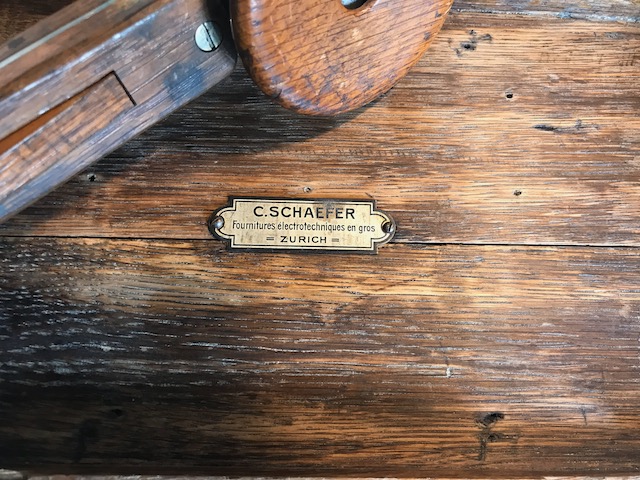 C. SCHAEFER
Fournitures électrotechniques en gros
= ZURICH =